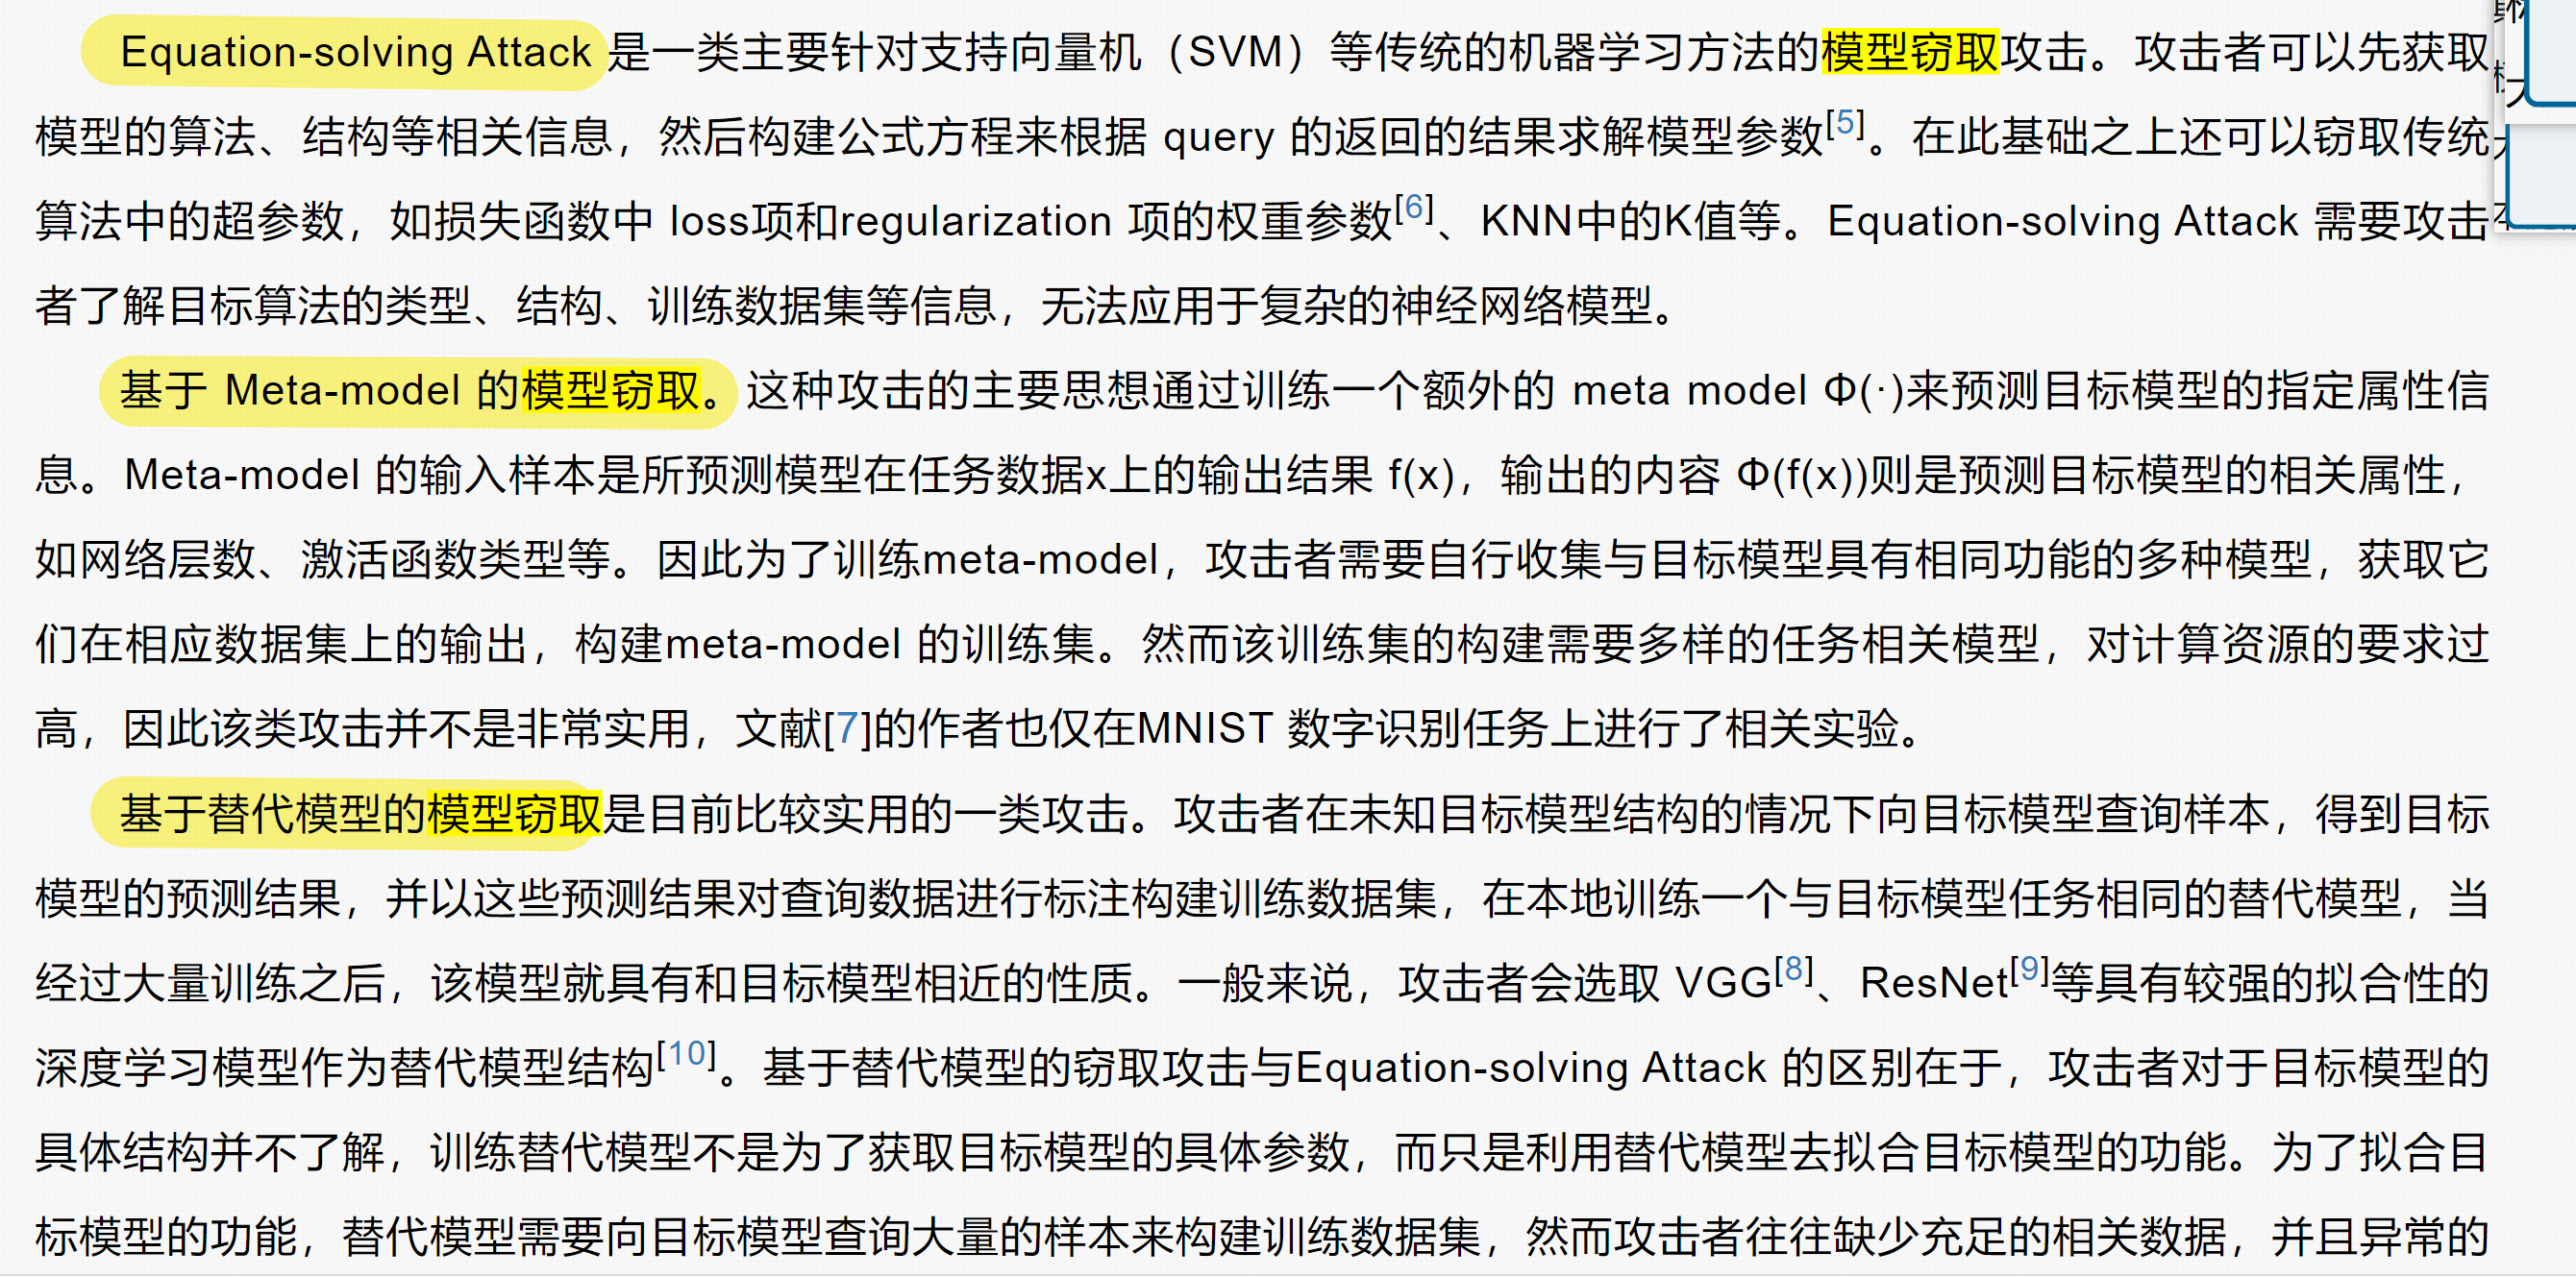 Equation-solving Attack 是一类主要针对支持向量机（SVM）等传统的机器学习方法的模型窃取攻击。攻击者可以先获取
模型的算法、结构等相关信息，然后构建公式方程来根据 query 的返回的结果求解模型参数[5]。在此基础之上还可以窃取传统
算法中的超参数，如损失函数中 loss项和regularization 项的权重参数[6]、KNN中的K值等。Equation-solving Attack 需要攻击
者了解目标算法的类型、结构、训练数据集等信息，无法应用于复杂的神经网络模型。
基于 Meta-model 的模型窃取。这种攻击的主要思想通过训练一个额外的 meta model Φ(·)来预测目标模型的指定属性信
息。Meta-model 的输入样本是所预测模型在任务数据x上的输出结果 f(x)，输出的内容 Φ(f(x))则是预测目标模型的相关属性，
如网络层数、激活函数类型等。因此为了训练meta-model，攻击者需要自行收集与目标模型具有相同功能的多种模型，获取它
们在相应数据集上的输出，构建meta-model 的训练集。然而该训练集的构建需要多样的任务相关模型，对计算资源的要求过
高，因此该类攻击并不是非常实用，文献[7]的作者也仅在MNIST 数字识别任务上进行了相关实验。
基于替代模型的模型窃取是目前比较实用的一类攻击。攻击者在未知目标模型结构的情况下向目标模型查询样本，得到目标
模型的预测结果，并以这些预测结果对查询数据进行标注构建训练数据集，在本地训练一个与目标模型任务相同的替代模型，当
经过大量训练之后，该模型就具有和目标模型相近的性质。一般来说，攻击者会选取 VGG[8]、ResNet[9]等具有较强的拟合性的
深度学习模型作为替代模型结构[10]。基于替代模型的窃取攻击与Equation-solving Attack 的区别在于，攻击者对于目标模型的
具体结构并不了解，训练替代模型不是为了获取目标模型的具体参数，而只是利用替代模型去拟合目标模型的功能。为了拟合目
标模型的功能，替代模型需要向目标模型查询大量的样本来构建训练数据集，然而攻击者往往缺少充足的相关数据，并且异常的